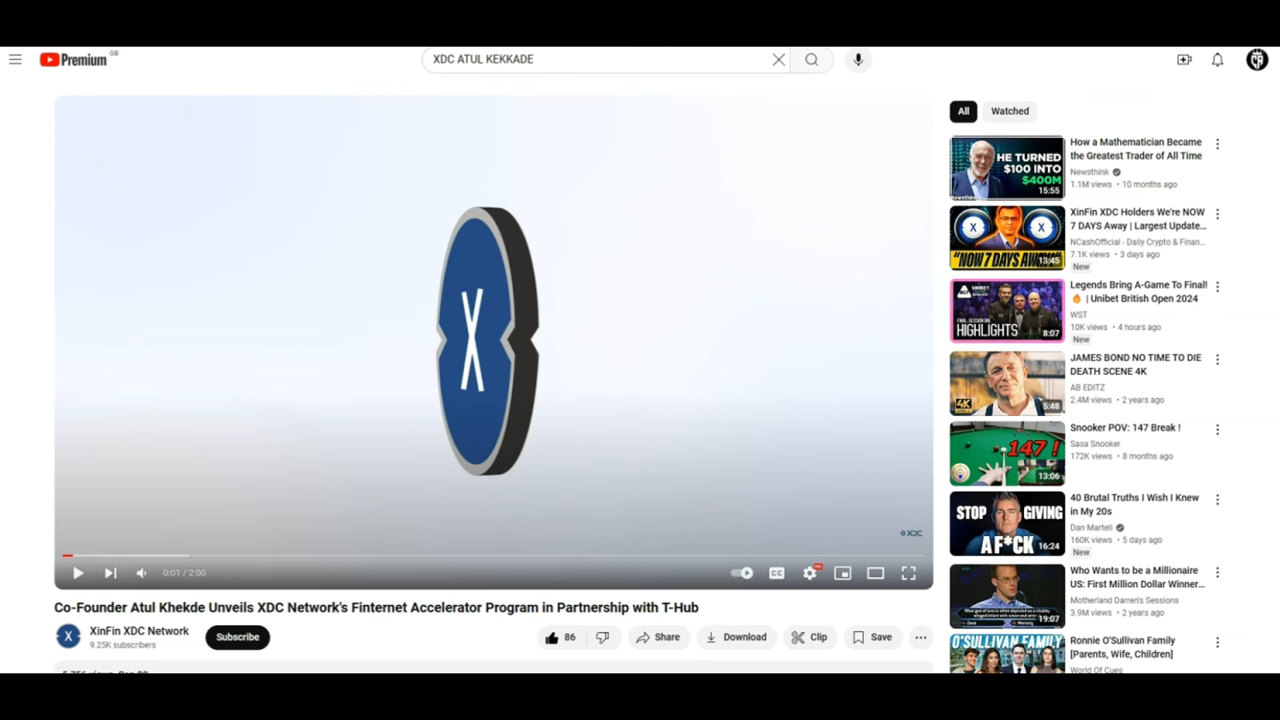 Premium GB
XDC ATUL KEKKADE
X
XDC
0:01 / 2:00
CC
HD
Co-Founder Atul Khekde Unveils XDC Network's Finternet Accelerator Program in Partnership with T-Hub
XinFin XDC Network
9.25K subscribers
Subscribe
86
Share
Download
Clip
Save
All
Watched
HE TURNED
$100 INTO
$400M
15:55
How a Mathematician Became
the Greatest Trader of All Time
Newsthink
1.1M views • 10 months ago
"NOW 7 DAYS AWAY"
13:45
XinFin XDC Holders We're NOW
7 DAYS Away | Largest Update...
NCashOfficial - Daily Crypto & Finan...
7.1K views • 3 days ago
New
UNIBET
HIGHLIGHTS
8:07
Legends Bring A-Game To Final!
🔥 | Unibet British Open 2024
WST
10K views • 4 hours ago
New
4K
5:48
JAMES BOND NO TIME TO DIE
DEATH SCENE 4K
AB EDITZ
2.4M views • 2 years ago
147 !
13:06
Snooker POV: 147 Break !
Sasa Snooker
172K views • 8 months ago
STOP GIVING
A F*CK
16:24
40 Brutal Truths I Wish I Knew
in My 20s
Dan Martell
160K views • 5 days ago
New
19:07
Who Wants to be a Millionaire
US: First Million Dollar Winner...
Motherland Darren's Sessions
3.9M views • 2 years ago
O'SULLIVAN FAMILY
Ronnie O'Sullivan Family
[Parents, Wife, Children]
World Of Cues